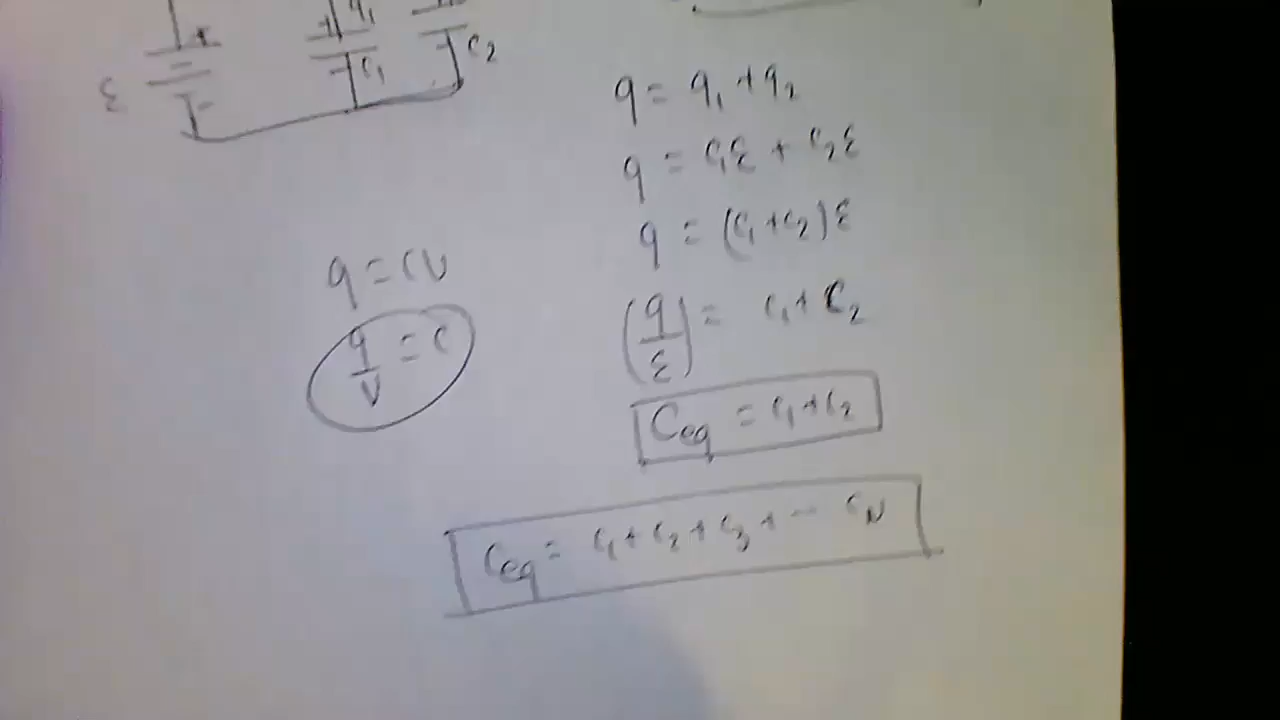 + q₁
ε + - C₁ C₂
q = q₁ + q₂
q = C₁ε + C₂ε
q = (C₁ + C₂)ε
q = CV
(q/ε) = C₁ + C₂
q/V = C
Ceq = C₁ + C₂
Ceq = C₁ + C₂ + C₃ + -- CN